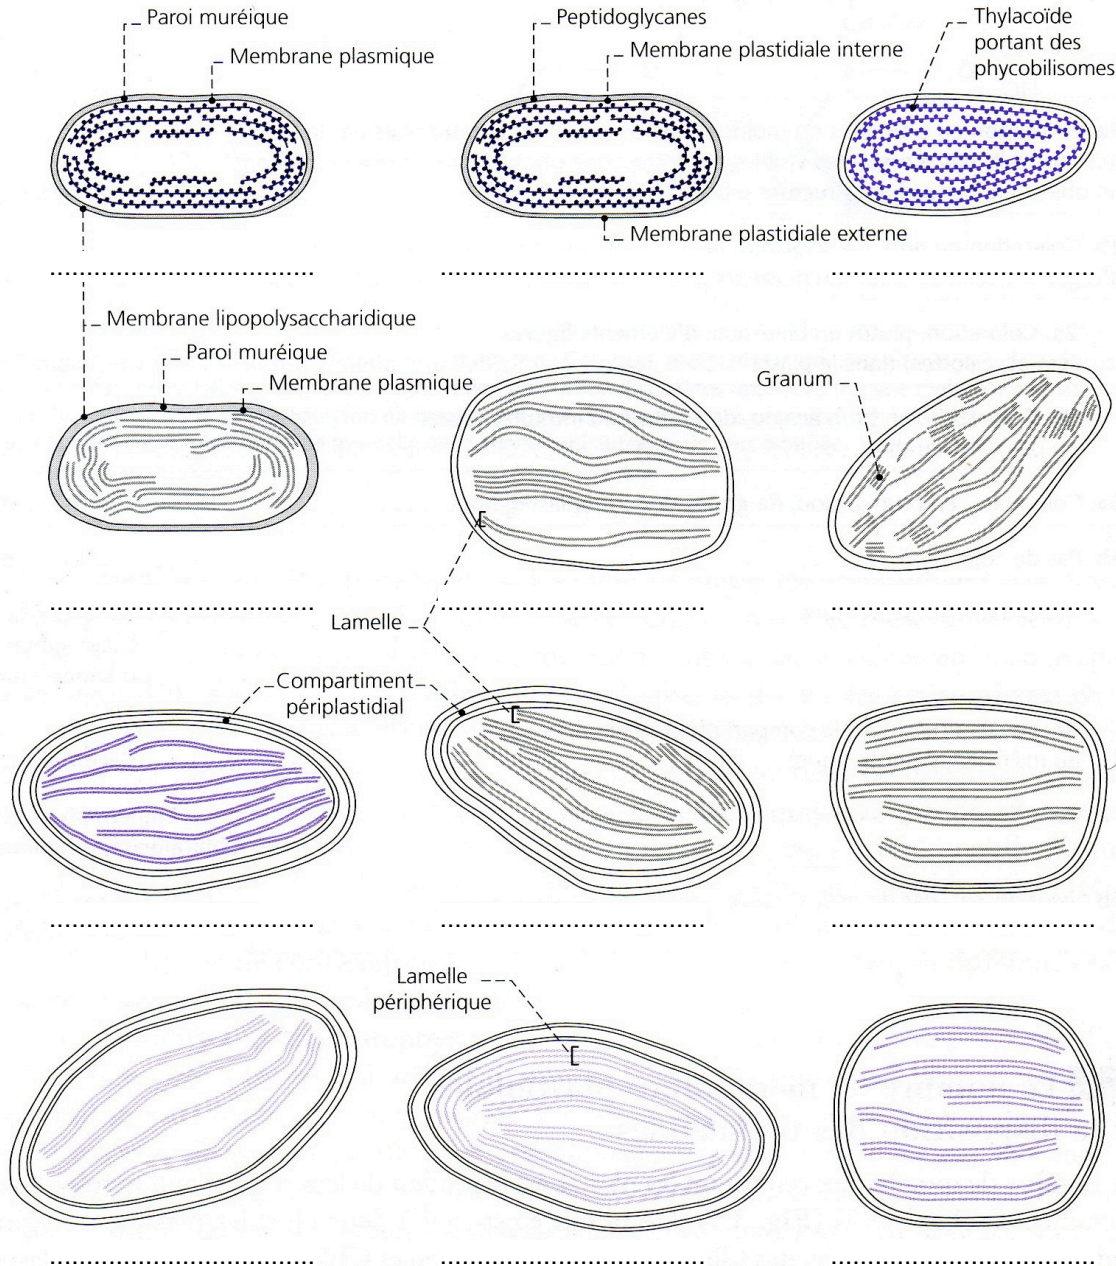 Paroi muréique
Membrane plasmique
Peptidoglycanes
Membrane plastidiale interne
Thylacoïde
portant des
phycobilisomes
Membrane plastidiale externe
Membrane lipopolysaccharidique
Paroi muréique
Membrane plasmique
Granum
Lamelle
Compartiment
périplastidial
Lamelle
périphérique